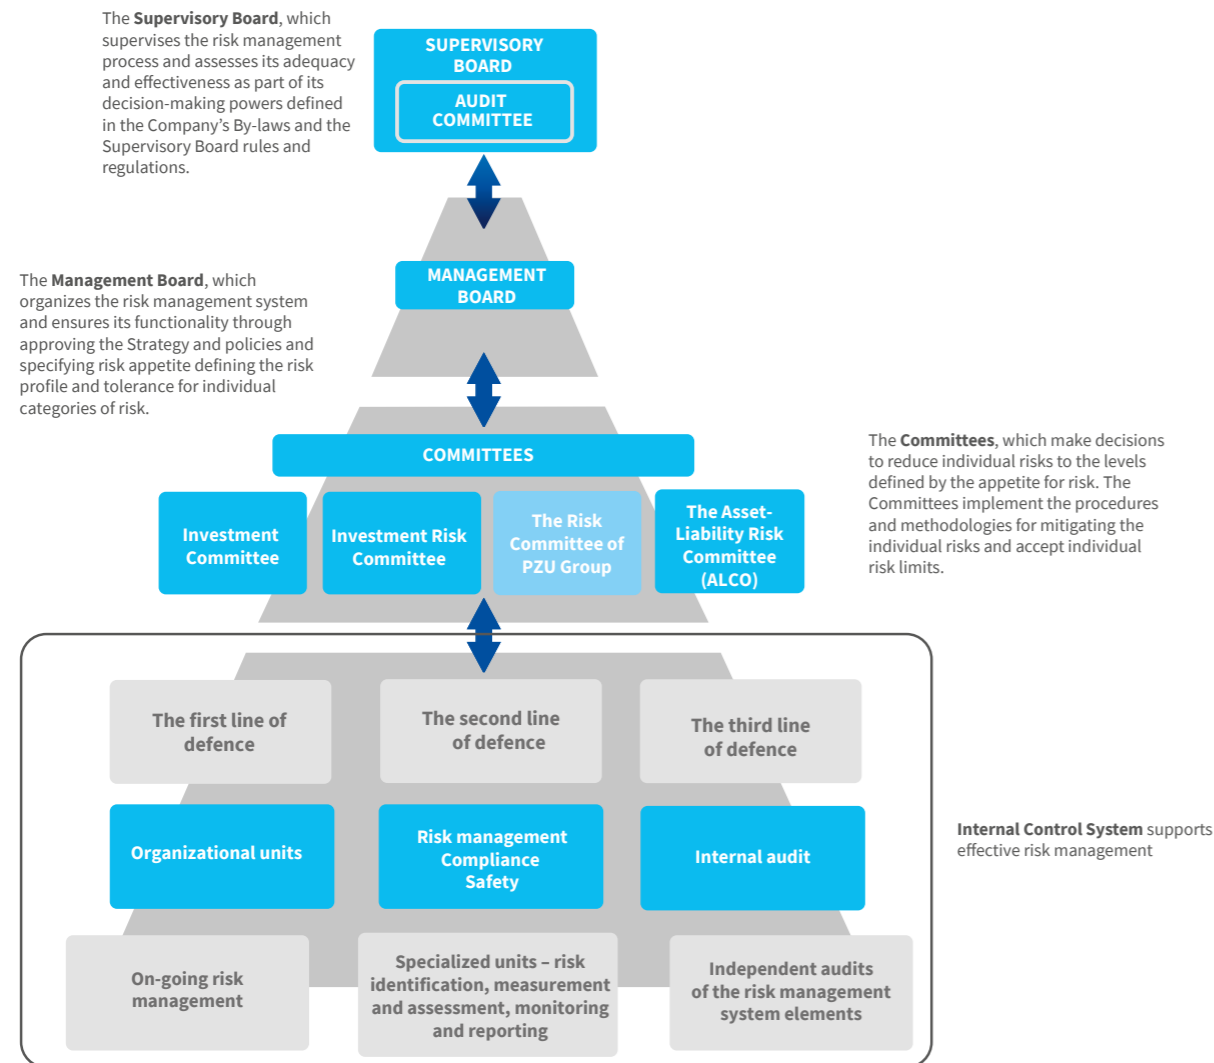 The Supervisory Board, which
supervises the risk management
process and assesses its adequacy
and effectiveness as part of its
decision-making powers defined
in the Company's By-laws and the
Supervisory Board rules and
regulations.
SUPERVISORY
BOARD
AUDIT
COMMITTEE
The Management Board, which
organizes the risk management system
and ensures its functionality through
approving the Strategy and policies and
specifying risk appetite defining the risk
profile and tolerance for individual
categories of risk.
MANAGEMENT
BOARD
COMMITTEES
Investment
Committee
Investment Risk
Committee
The Risk
Committee of
PZU Group
The Asset-
Liability Risk
Committee
(ALCO)
The Committees, which make decisions
to reduce individual risks to the levels
defined by the appetite for risk. The
Committees implement the procedures
and methodologies for mitigating the
individual risks and accept individual
risk limits.
The first line of
defence
The second line
of defence
The third line
of defence
Organizational units
Risk management
Compliance
Safety
Internal audit
Internal Control System supports
effective risk management
On-going risk
management
Specialized units – risk
identification, measurement
and assessment, monitoring
and reporting
Independent audits
of the risk management
system elements